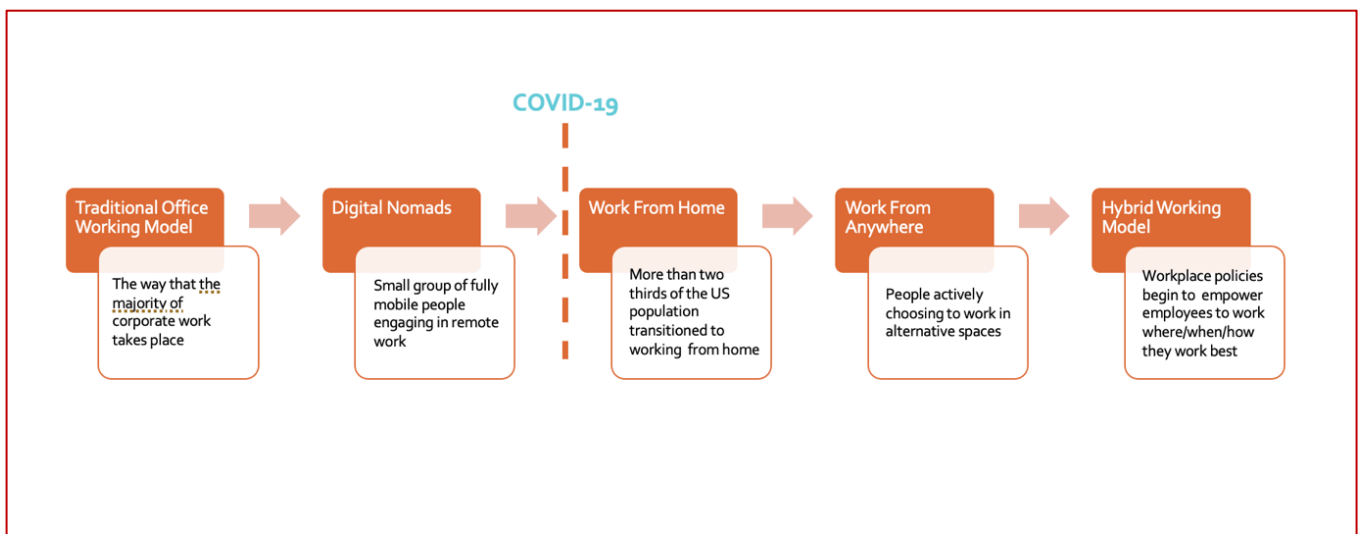 COVID-19
Traditional Office
Working Model
The way that the
majority of
corporate work
takes place
Digital Nomads
Small group of fully
mobile people
engaging in remote
work
Work From Home
More than two
thirds of the US
population
transitioned to
working from home
Work From
Anywhere
People actively
choosing to work in
alternative spaces
Hybrid Working
Model
Workplace policies
begin to empower
employees to work
where/when/how
they work best